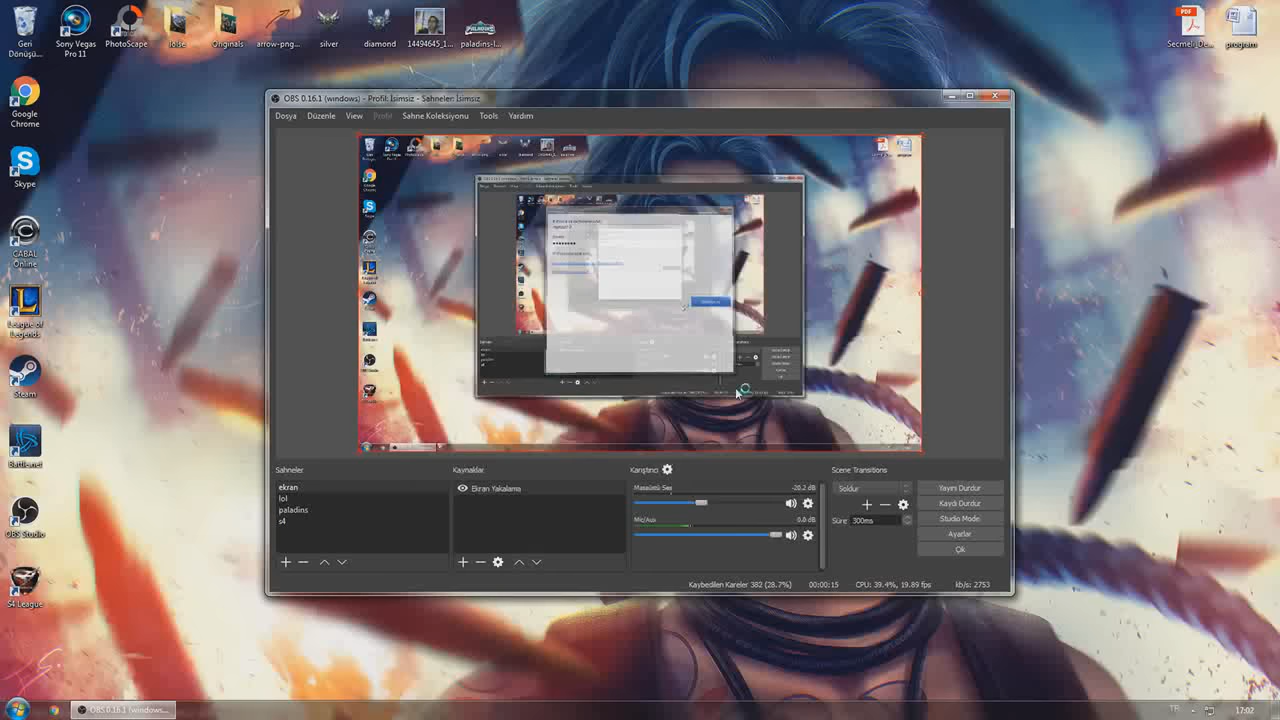 Geri Dönüşü...
Sony Vegas Pro 11
PhotoScape
lolse
Originals
arrow-png...
silver
diamond
14494645_1...
paladins-l...
PDF
Secmeli_De...
program
Google Chrome
Skype
CABAL Online
League of Legends
Steam
Battle.net
OBS Studio
S4 League
OBS 0.16.1 (windows) - Profil: İsimsiz - Sahneler: İsimsiz
Dosya Düzenle View Profil Sahne Koleksiyonu Tools Yardım
Sahneler
ekran
lol
paladins
s4
Kaynaklar
Ekran Yakalama
Karıştırıcı
Masaüstü Ses -20.2 dB
Mic/Aux 0.0 dB
Scene Transitions
Soldur
Süre 300ms
Yayını Durdur
Kaydı Durdur
Studio Mode
Ayarlar
Çık
Kaybedilen Kareler 382 (28.7%) 00:00:15 CPU: 39.4%, 19.89 fps kb/s: 2753
OBS 0.16.1 (windows...
TR
17:02